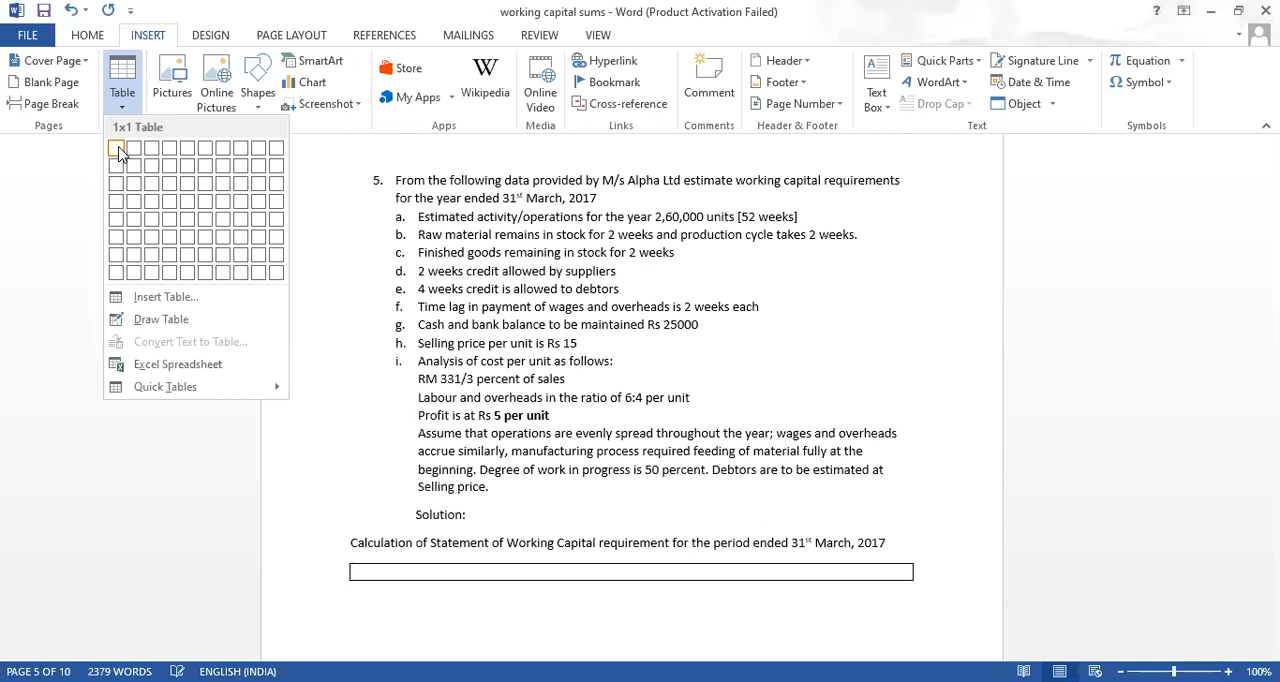 working capital sums - Word (Product Activation Failed)
?
FILE HOME INSERT DESIGN PAGE LAYOUT REFERENCES MAILINGS REVIEW VIEW
Cover Page
Blank Page
Page Break
Pages
Table
Pictures
Online Pictures
Shapes
SmartArt
Chart
Screenshot
Store
My Apps
W
Wikipedia
Apps
Online Video
Media
Hyperlink
Bookmark
Cross-reference
Links
Comment
Comments
Header
Footer
Page Number
Header & Footer
Text Box
A
Quick Parts
WordArt
Drop Cap
Signature Line
Date & Time
Object
Text
Equation
Symbol
Symbols
1x1 Table
Insert Table...
Draw Table
Convert Text to Table...
Excel Spreadsheet
Quick Tables
5. From the following data provided by M/s Alpha Ltd estimate working capital requirements
for the year ended 31st March, 2017
a. Estimated activity/operations for the year 2,60,000 units [52 weeks]
b. Raw material remains in stock for 2 weeks and production cycle takes 2 weeks.
c. Finished goods remaining in stock for 2 weeks
d. 2 weeks credit allowed by suppliers
e. 4 weeks credit is allowed to debtors
f. Time lag in payment of wages and overheads is 2 weeks each
g. Cash and bank balance to be maintained Rs 25000
h. Selling price per unit is Rs 15
i. Analysis of cost per unit as follows:
RM 331/3 percent of sales
Labour and overheads in the ratio of 6:4 per unit
Profit is at Rs 5 per unit
Assume that operations are evenly spread throughout the year; wages and overheads
accrue similarly, manufacturing process required feeding of material fully at the
beginning. Degree of work in progress is 50 percent. Debtors are to be estimated at
Selling price.
Solution:
Calculation of Statement of Working Capital requirement for the period ended 31st March, 2017
PAGE 5 OF 10 2379 WORDS ENGLISH (INDIA) 100%